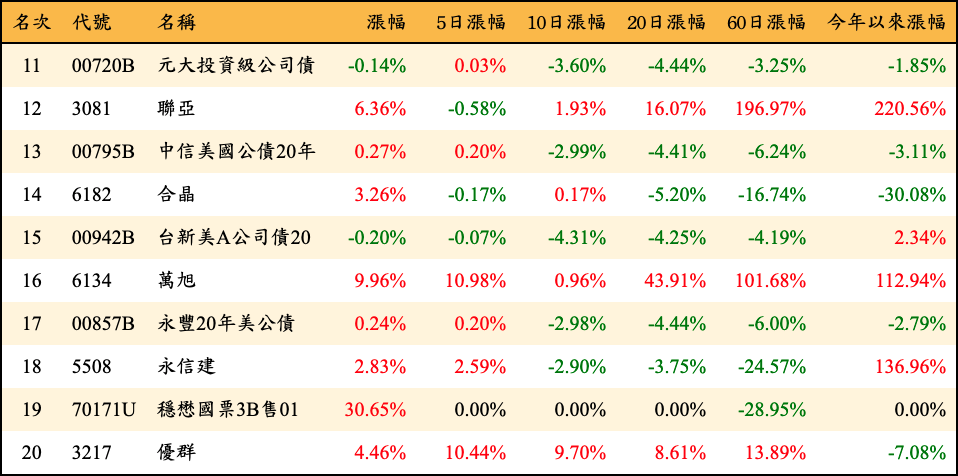 名次 代號 名稱 漲幅 5日漲幅 10日漲幅 20日漲幅 60日漲幅 今年以來漲幅
11 00720B 元大投資級公司債 -0.14% 0.03% -3.60% -4.44% -3.25% -1.85%
12 3081 聯亞 6.36% -0.58% 1.93% 16.07% 196.97% 220.56%
13 00795B 中信美國公債20年 0.27% 0.20% -2.99% -4.41% -6.24% -3.11%
14 6182 合晶 3.26% -0.17% 0.17% -5.20% -16.74% -30.08%
15 00942B 台新美A公司債20 -0.20% -0.07% -4.31% -4.25% -4.19% 2.34%
16 6134 萬旭 9.96% 10.98% 0.96% 43.91% 101.68% 112.94%
17 00857B 永豐20年美公債 0.24% 0.20% -2.98% -4.44% -6.00% -2.79%
18 5508 永信建 2.83% 2.59% -2.90% -3.75% -24.57% 136.96%
19 70171U 穩懋國票3B售01 30.65% 0.00% 0.00% 0.00% -28.95% 0.00%
20 3217 優群 4.46% 10.44% 9.70% 8.61% 13.89% -7.08%